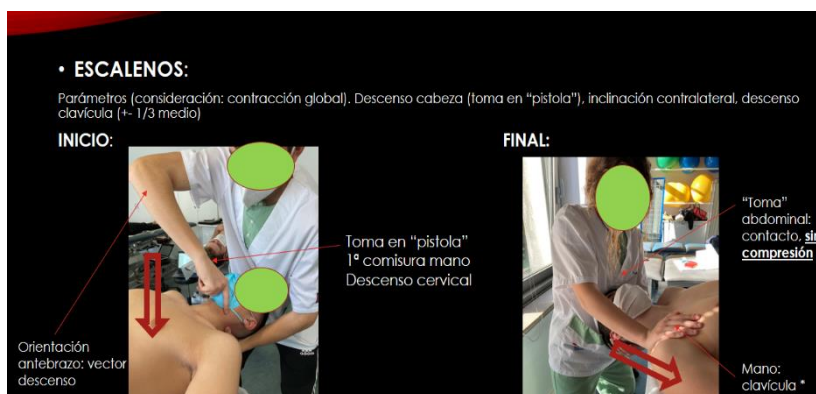 • ESCALENOS:
Parámetros (consideración: contracción global). Descenso cabeza (toma en “pistola”), inclinación contralateral, descenso
clavícula (+- 1/3 medio)
INICIO:
FINAL:
Toma en “pistola”
1ª comisura mano
Descenso cervical
Orientación
antebrazo: vector
descenso
“Toma”
abdominal:
contacto, si
compresión
Mano:
clavícula *